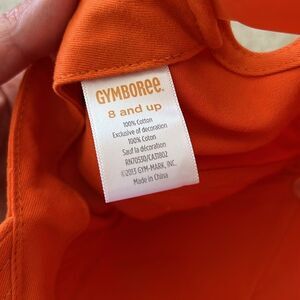 GYMBOREE.
8 and up
100% Cotton
Exclusive of decoration
100% Coton
Sauf la décoration
RN70530/CA31802
©2013 GYM-MARK, INC.
Made in China